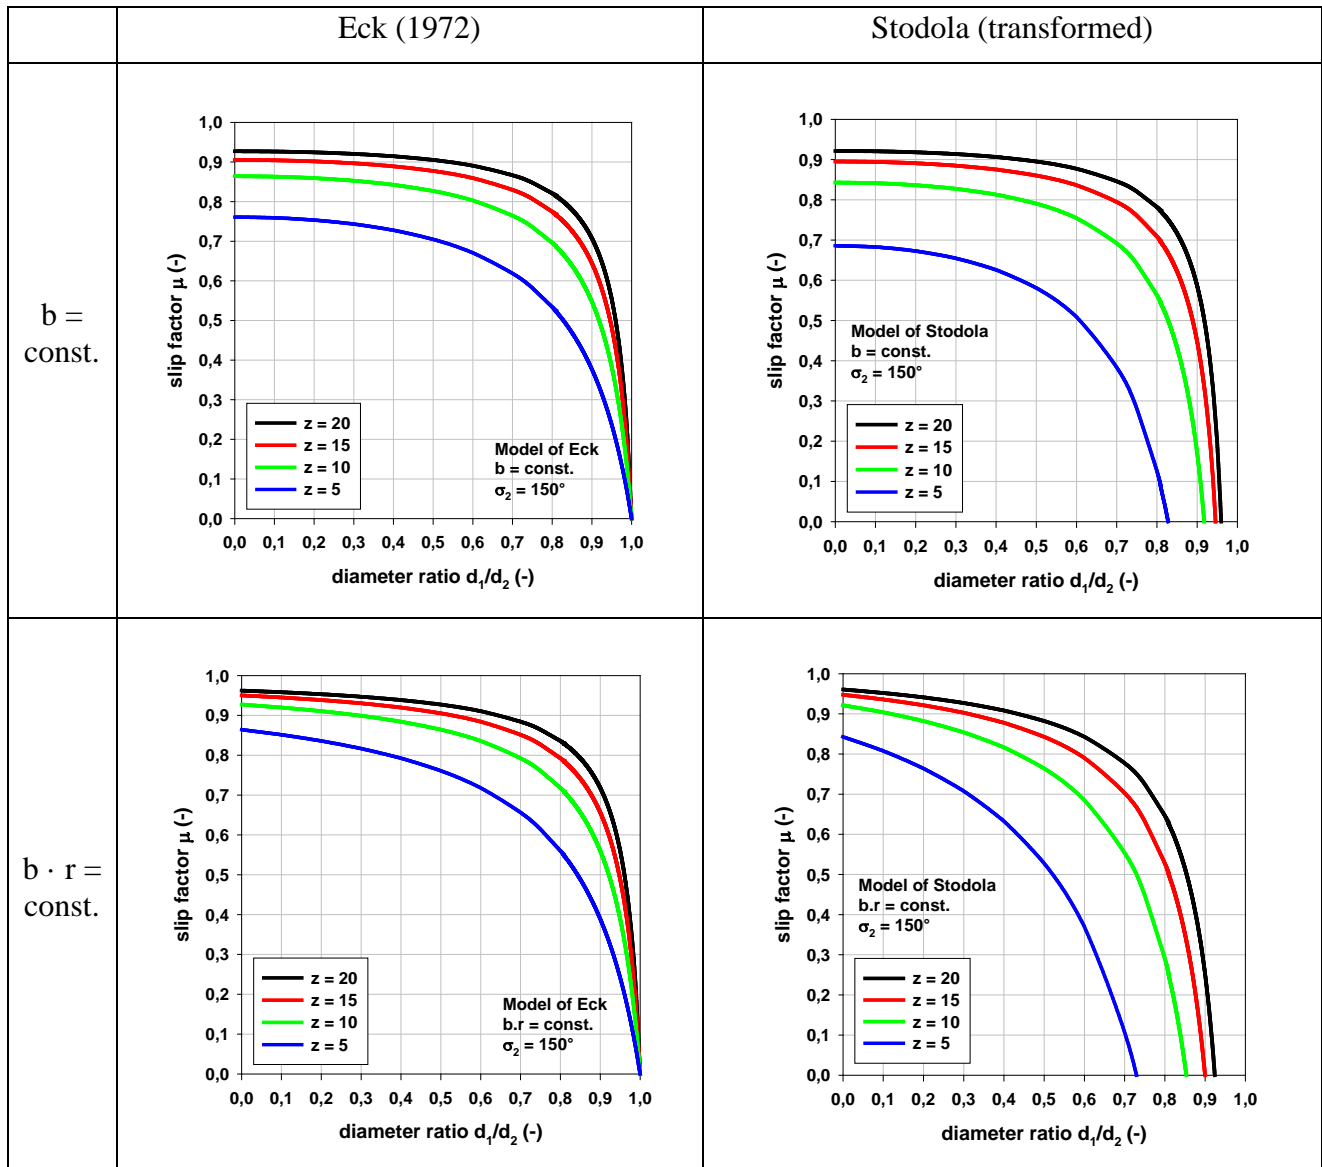 Eck (1972)
Stodola (transformed)
b =
const.
1,0
0,9
0,8
0,7
0,6
0,5
0,4
0,3
0,2
0,1
0,0
slip factor μ (-)
z = 20
z = 15
z = 10
z = 5
Model of Eck
b = const.
σ2 = 150°
0,0 0,1 0,2 0,3 0,4 0,5 0,6 0,7 0,8 0,9 1,0
diameter ratio d1/d2 (-)
1,0
0,9
0,8
0,7
0,6
0,5
0,4
0,3
0,2
0,1
0,0
slip factor μ (-)
Model of Stodola
b = const.
σ2 = 150°
z = 20
z = 15
z = 10
z = 5
0,0 0,1 0,2 0,3 0,4 0,5 0,6 0,7 0,8 0,9 1,0
diameter ratio d1/d2 (-)
b · r =
const.
1,0
0,9
0,8
0,7
0,6
0,5
0,4
0,3
0,2
0,1
0,0
slip factor μ (-)
z = 20
z = 15
z = 10
z = 5
Model of Eck
b.r = const.
σ2 = 150°
0,0 0,1 0,2 0,3 0,4 0,5 0,6 0,7 0,8 0,9 1,0
diameter ratio d1/d2 (-)
1,0
0,9
0,8
0,7
0,6
0,5
0,4
0,3
0,2
0,1
0,0
slip factor μ (-)
Model of Stodola
b.r = const.
σ2 = 150°
z = 20
z = 15
z = 10
z = 5
0,0 0,1 0,2 0,3 0,4 0,5 0,6 0,7 0,8 0,9 1,0
diameter ratio d1/d2 (-)